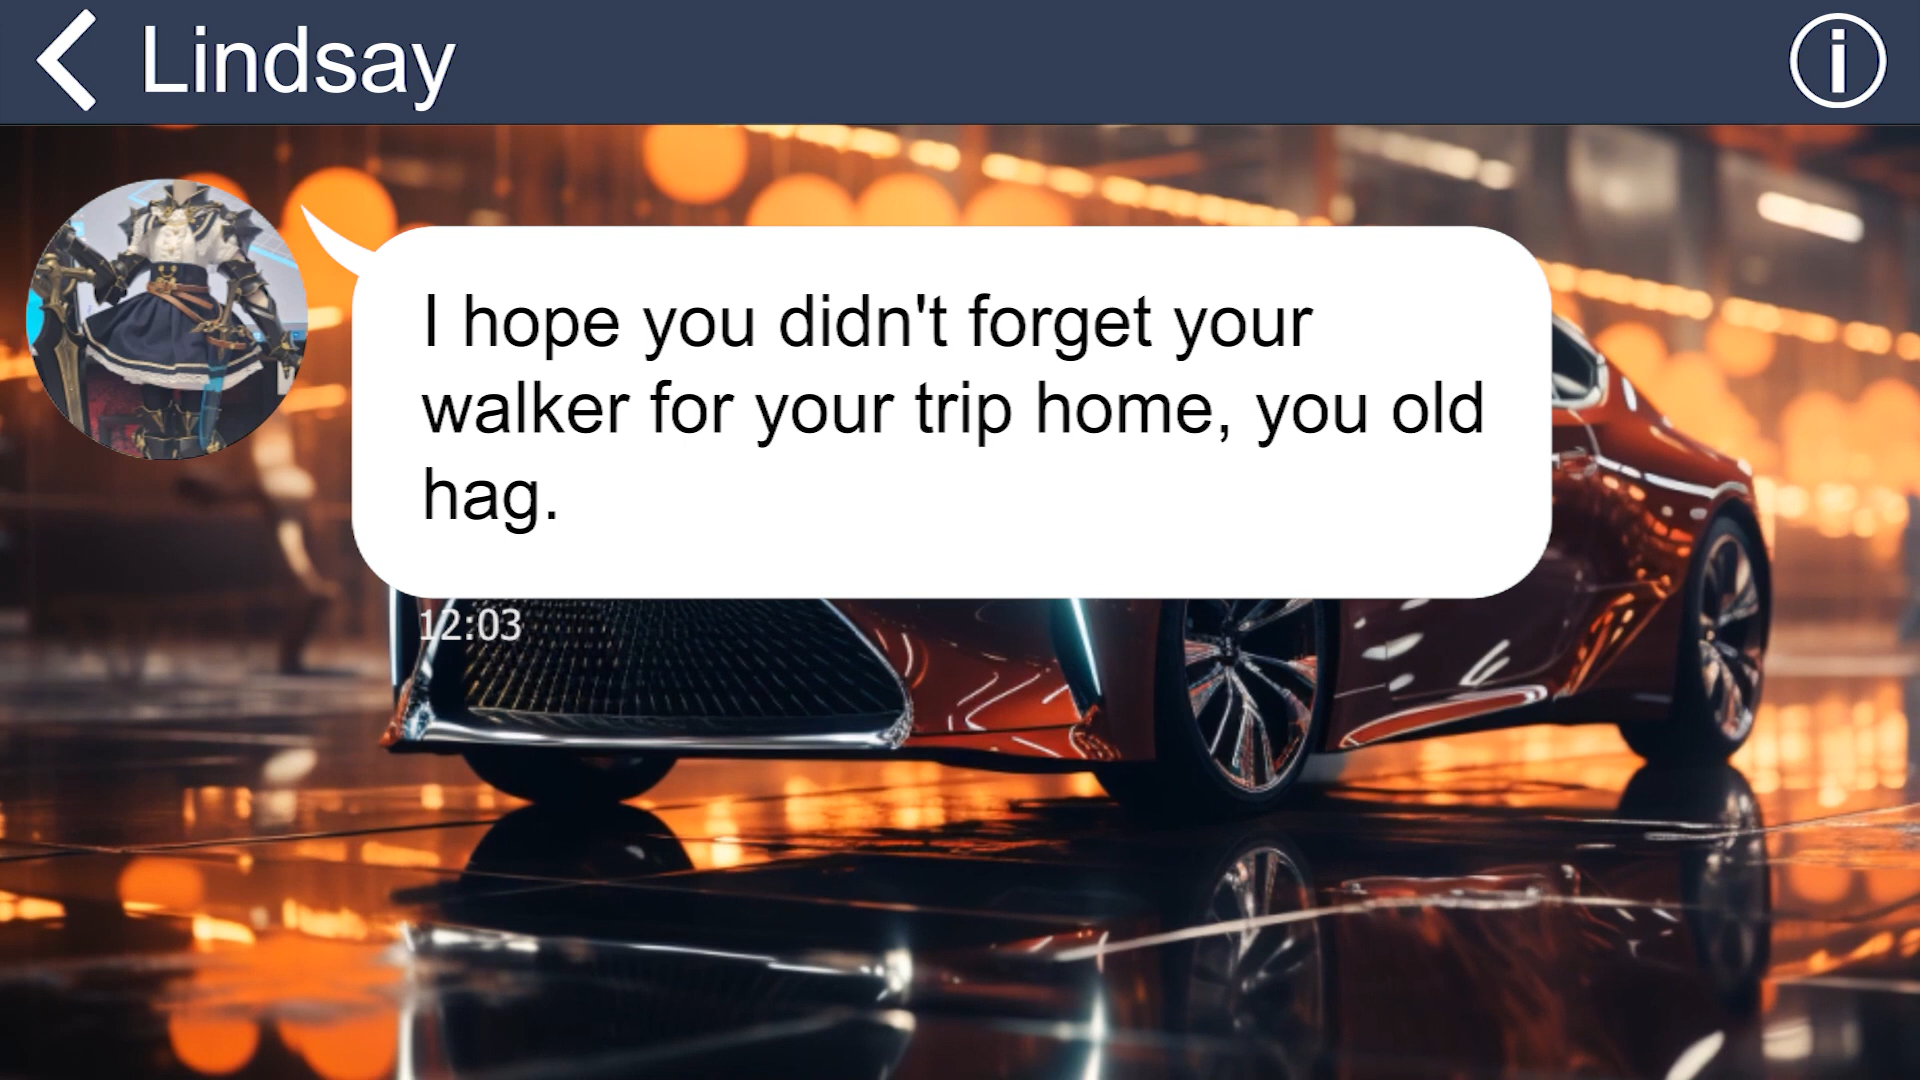 Lindsay
I hope you didn't forget your
walker for your trip home, you old
hag.
12:03